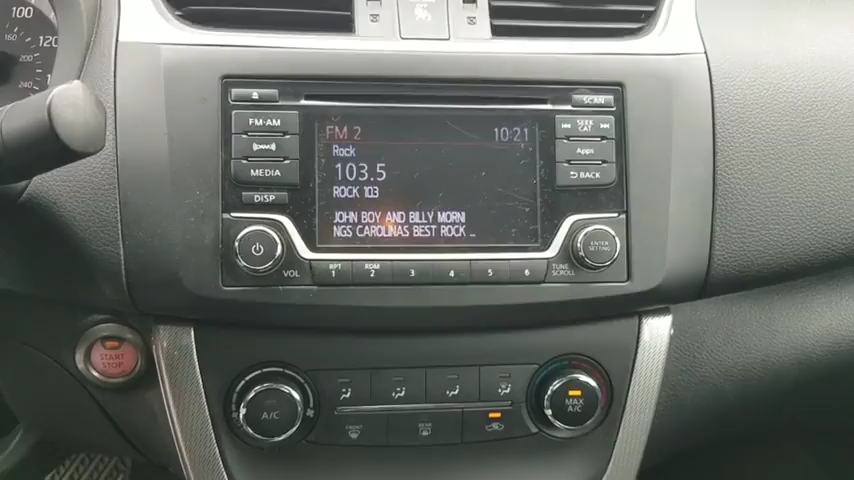 100
120
160
200
240
SCAN
FM·AM
MEDIA
DISP
FM 2 10:21
Rock
103.5
ROCK 103
JOHN BOY AND BILLY MORNI
NGS CAROLINAS BEST ROCK _
SEEK
CAT
Apps
BACK
VOL
RPT
1
RDM
2
3
4
5
6
TUNE
SCROLL
ENTER
SETTING
START
STOP
A/C
FRONT
REAR
MAX
A/C